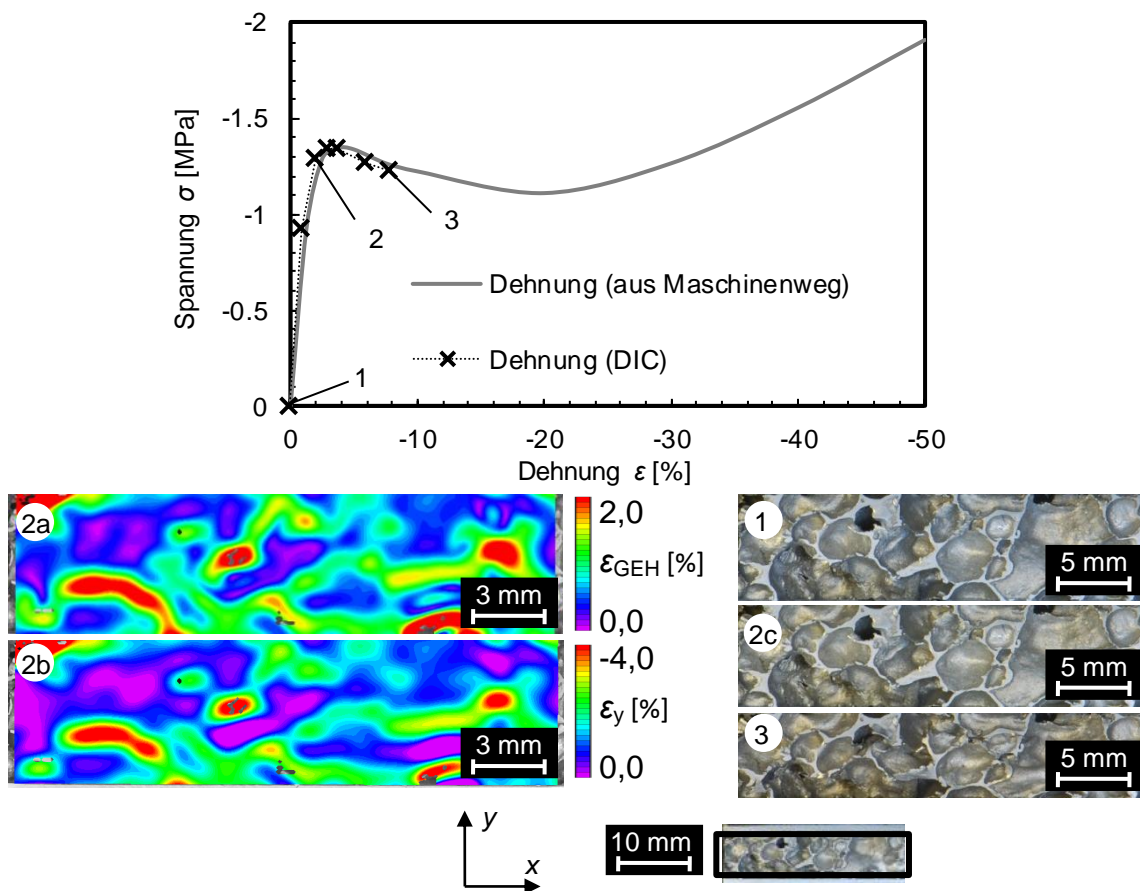 -2
-1.5
-1
-0.5
0
Spannung σ [MPa]
0 -10 -20 -30 -40 -50
Dehnung ε [%]
1
2
3
Dehnung (aus Maschinenweg)
Dehnung (DIC)
2a
3 mm
2,0
ε_GEH [%]
0,0
2b
3 mm
-4,0
ε_y [%]
0,0
1
5 mm
2c
5 mm
3
5 mm
y
x
10 mm